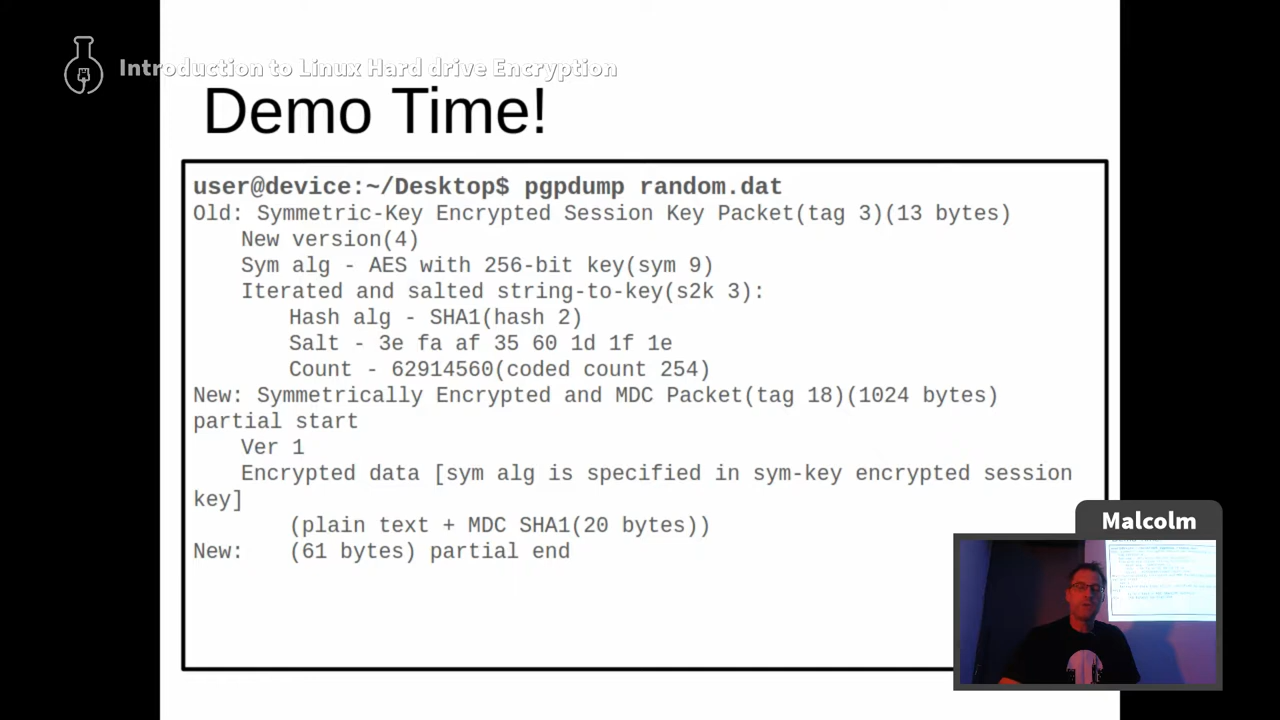 Introduction to Linux Hard drive Encryption
Demo Time!
user@device:~/Desktop$ pgpdump random.dat
Old: Symmetric-Key Encrypted Session Key Packet(tag 3)(13 bytes)
New version(4)
Sym alg - AES with 256-bit key(sym 9)
Iterated and salted string-to-key(s2k 3):
Hash alg - SHA1(hash 2)
Salt - 3e fa af 35 60 1d 1f 1e
Count - 62914560(coded count 254)
New: Symmetrically Encrypted and MDC Packet(tag 18)(1024 bytes)
partial start
Ver 1
Encrypted data [sym alg is specified in sym-key encrypted session
key]
(plain text + MDC SHA1(20 bytes))
New: (61 bytes) partial end
Malcolm